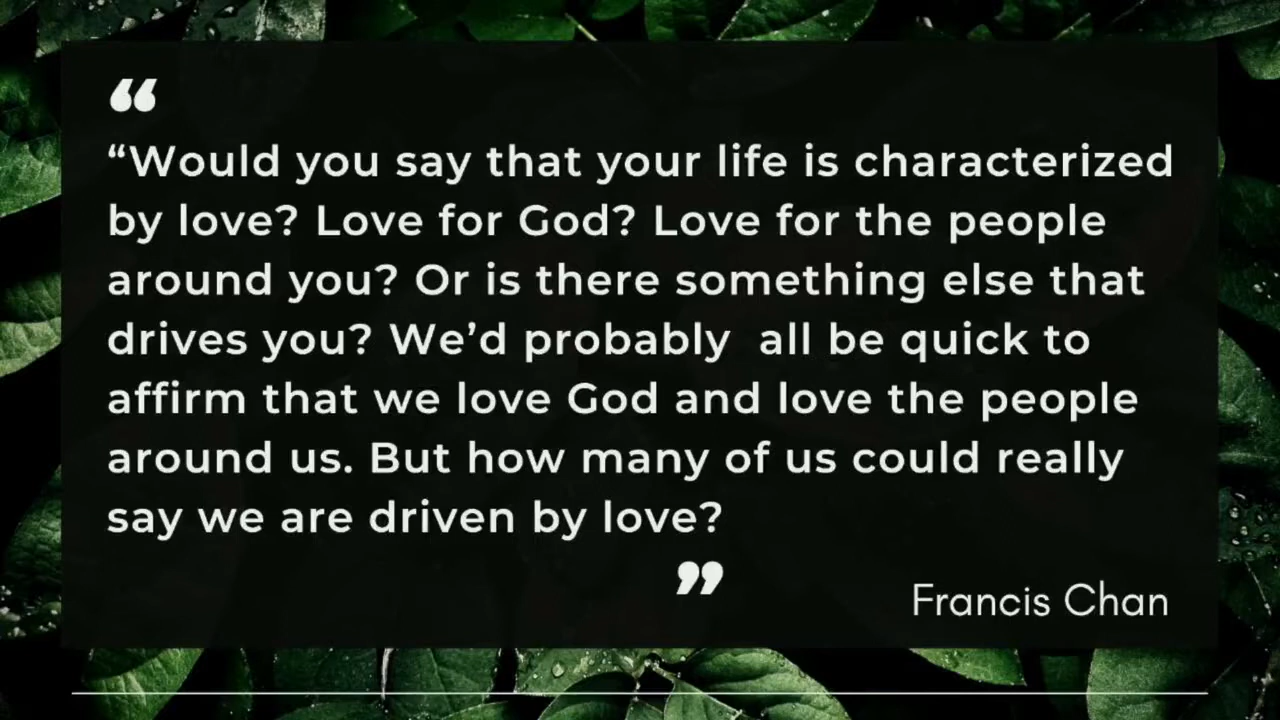 “
“Would you say that your life is characterized
by love? Love for God? Love for the people
around you? Or is there something else that
drives you? We’d probably  all be quick to
affirm that we love God and love the people
around us. But how many of us could really
say we are driven by love?
”
Francis Chan